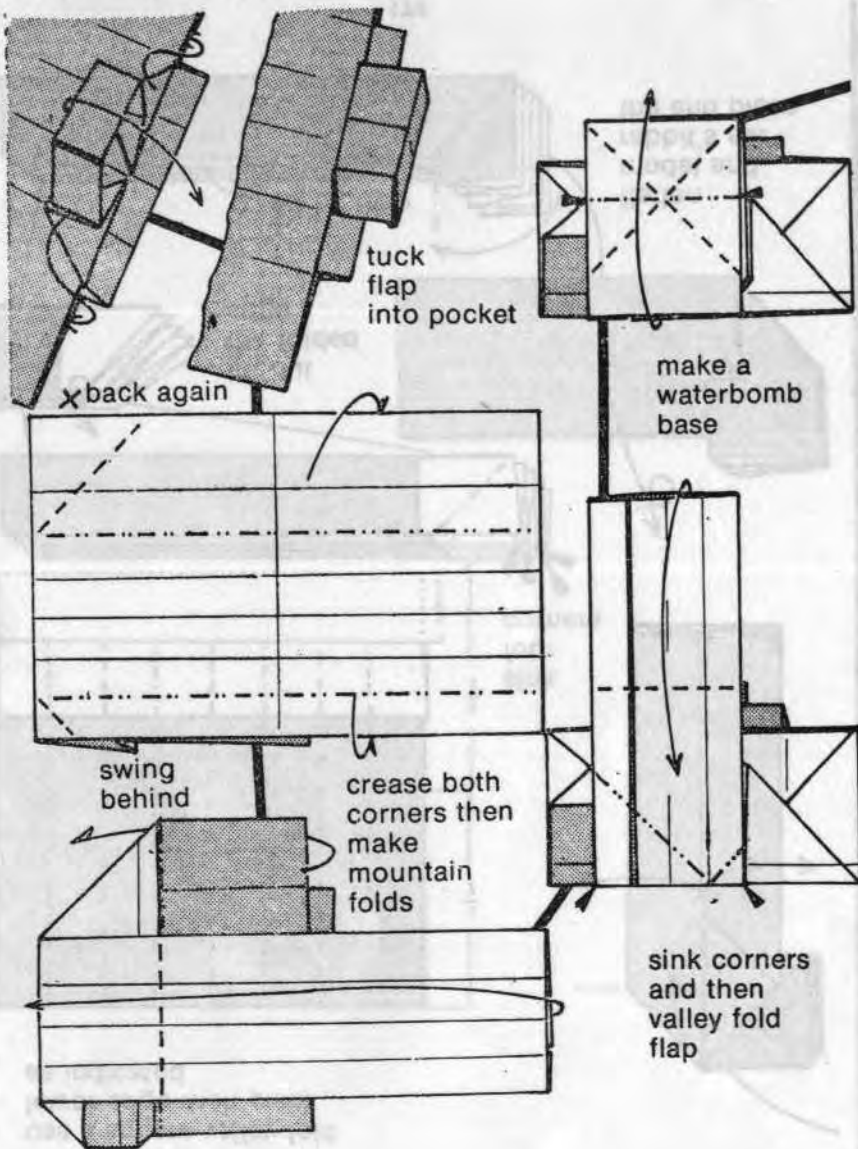 tuck
flap
into pocket
× back again
make a
waterbomb
base
swing
behind
crease both
corners then
make
mountain
folds
sink corners
and then
valley fold
flap